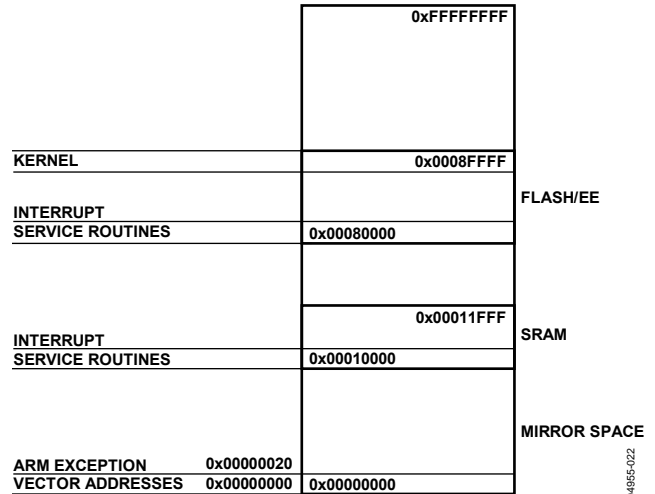 0xFFFFFFFF
KERNEL 0x0008FFFF
FLASH/EE
INTERRUPT
SERVICE ROUTINES 0x00080000
0x00011FFF
SRAM
INTERRUPT
SERVICE ROUTINES 0x00010000
MIRROR SPACE
ARM EXCEPTION 0x00000020
VECTOR ADDRESSES 0x00000000 0x00000000
4955-022